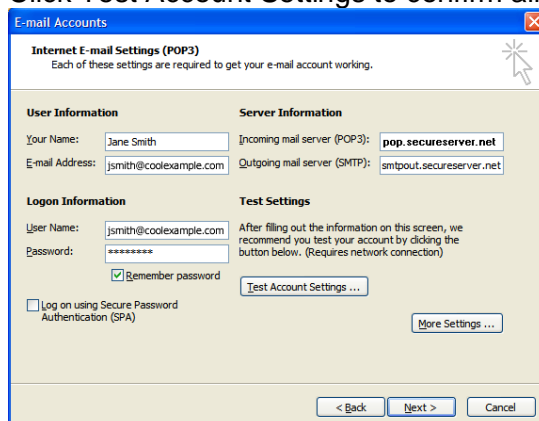 Click Test Account Settings to confirm all
E-mail Accounts
Internet E-mail Settings (POP3)
Each of these settings are required to get your e-mail account working.
User Information
Your Name: Jane Smith
E-mail Address: jsmith@coolexample.com
Server Information
Incoming mail server (POP3): pop.secureserver.net
Outgoing mail server (SMTP): smtpout.secureserver.net
Logon Information
User Name: jsmith@coolexample.com
Password: ********
Remember password
Log on using Secure Password
Authentication (SPA)
Test Settings
After filling out the information on this screen, we
recommend you test your account by clicking the
button below. (Requires network connection)
Test Account Settings ...
More Settings ...
< Back
Next >
Cancel